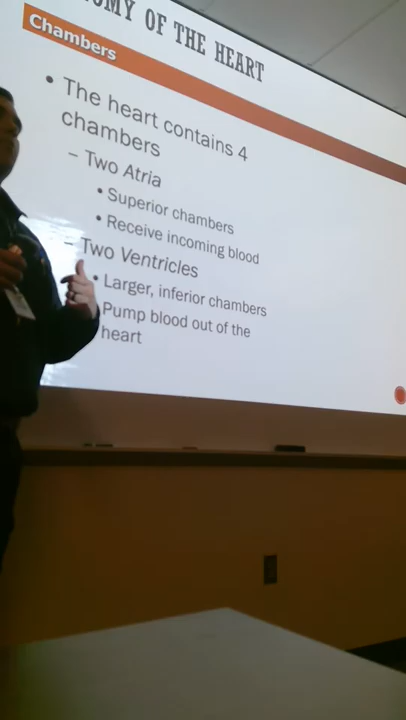 OMY OF THE HEART
Chambers
• The heart contains 4
chambers
– Two Atria
• Superior chambers
• Receive incoming blood
– Two Ventricles
• Larger, inferior chambers
Pump blood out of the
heart